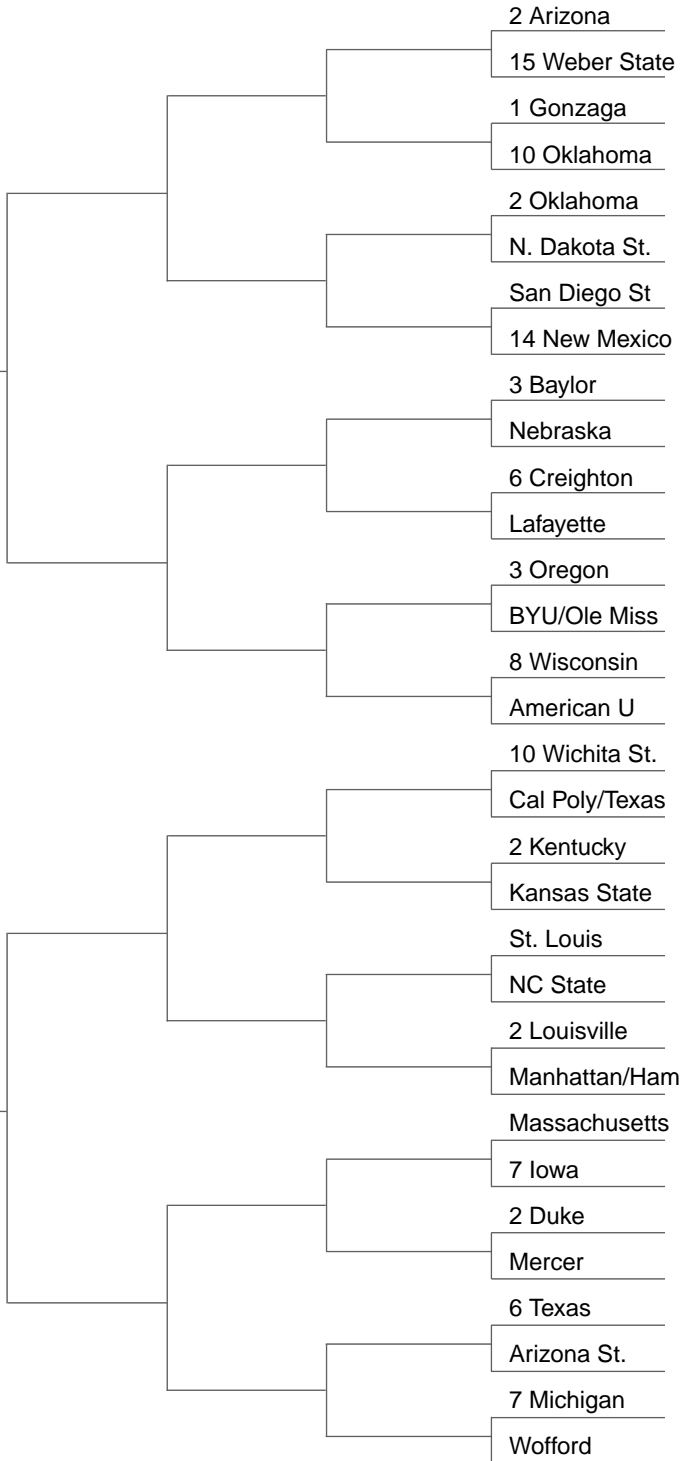 2 Arizona
15 Weber State
1 Gonzaga
10 Oklahoma
2 Oklahoma
N. Dakota St.
San Diego St
14 New Mexico
3 Baylor
Nebraska
6 Creighton
Lafayette
3 Oregon
BYU/Ole Miss
8 Wisconsin
American U
10 Wichita St.
Cal Poly/Texas
2 Kentucky
Kansas State
St. Louis
NC State
2 Louisville
Manhattan/Ham
Massachusetts
7 Iowa
2 Duke
Mercer
6 Texas
Arizona St.
7 Michigan
Wofford